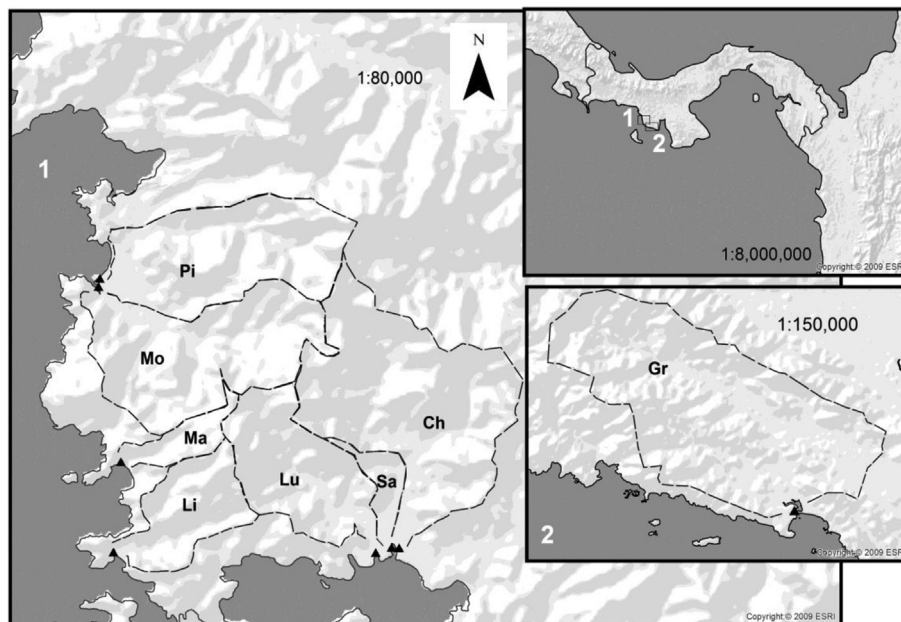 1:80,000
N
1
Pi
Mo
Ma
Li
Lu
Sa
Ch
Copyright:© 2009 ESRI
1
2
1:8,000,000
Copyright:© 2009 ESRI
1:150,000
Gr
2
Copyright:© 2009 ESRI